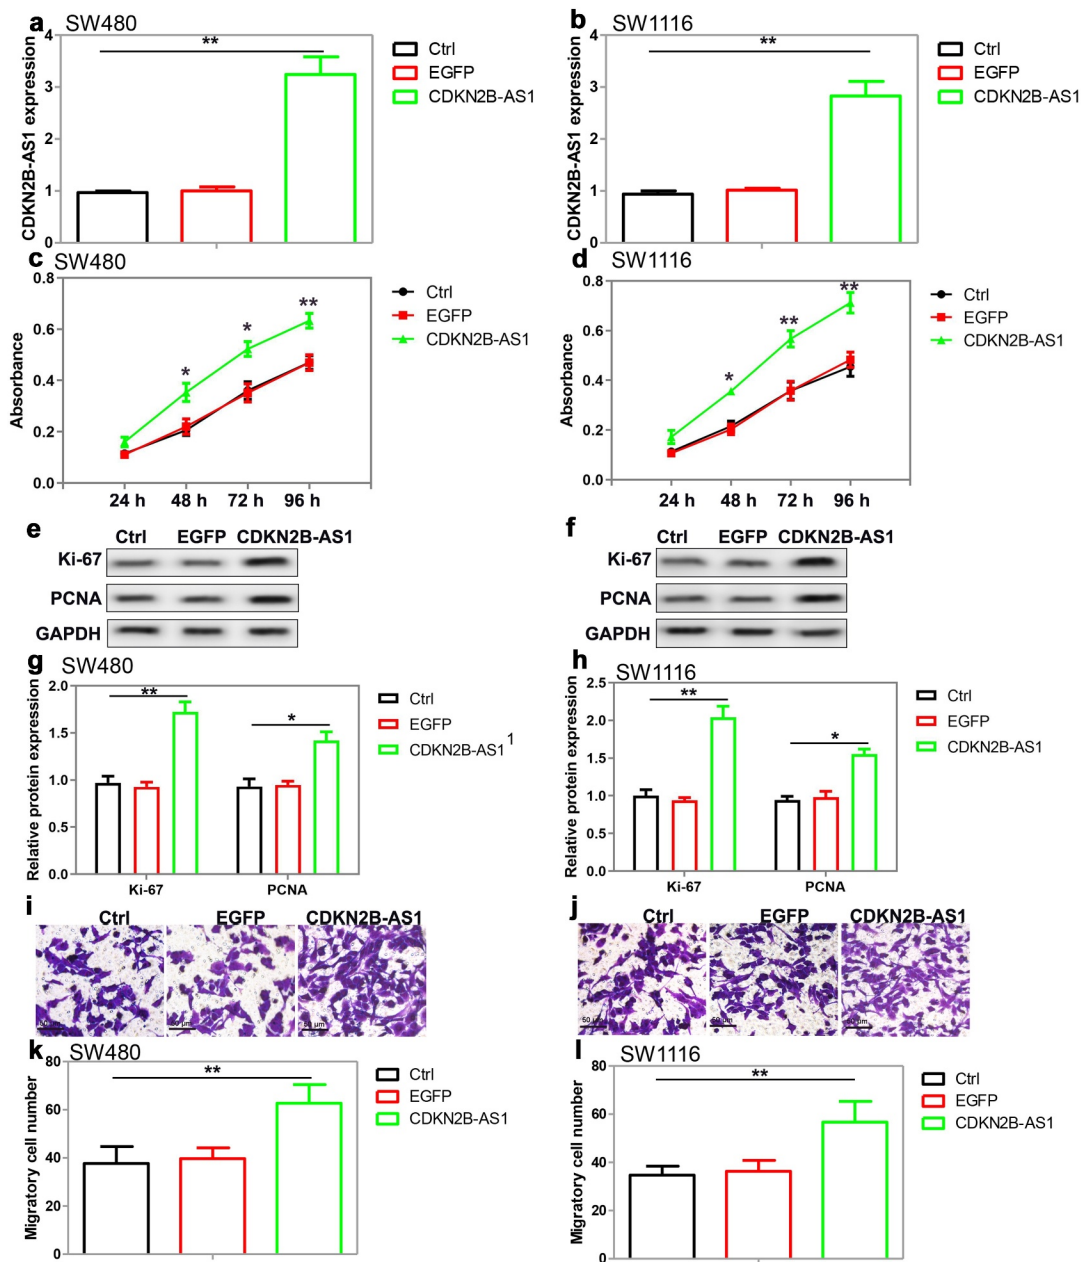 a SW480
CDKN2B-AS1 expression
4
3
2
1
0
**
Ctrl
EGFP
CDKN2B-AS1
b SW1116
CDKN2B-AS1 expression
4
3
2
1
0
**
Ctrl
EGFP
CDKN2B-AS1
c SW480
Absorbance
0.8
0.6
0.4
0.2
0.0
* * **
24 h 48 h 72 h 96 h
Ctrl
EGFP
CDKN2B-AS1
d SW1116
Absorbance
0.8
0.6
0.4
0.2
0.0
* ** **
24 h 48 h 72 h 96 h
Ctrl
EGFP
CDKN2B-AS1
e
Ctrl EGFP CDKN2B-AS1
Ki-67
PCNA
GAPDH
f
Ctrl EGFP CDKN2B-AS1
Ki-67
PCNA
GAPDH
g SW480
Relative protein expression
2.0
1.5
1.0
0.5
0.0
** *
Ki-67 PCNA
Ctrl
EGFP
CDKN2B-AS1 1
h SW1116
Relative protein expression
2.5
2.0
1.5
1.0
0.5
0.0
** *
Ki-67 PCNA
Ctrl
EGFP
CDKN2B-AS1
i
Ctrl EGFP CDKN2B-AS1
50 μm
j
Ctrl EGFP CDKN2B-AS1
50 μm
k SW480
Migratory cell number
80
60
40
20
0
**
Ctrl
EGFP
CDKN2B-AS1
l SW1116
Migratory cell number
80
60
40
20
0
**
Ctrl
EGFP
CDKN2B-AS1